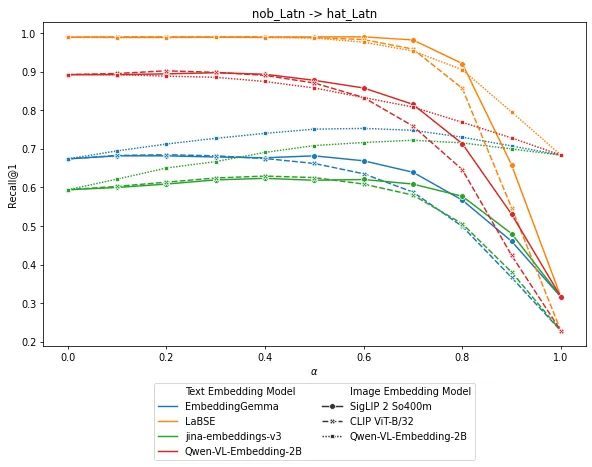 nob_Latn -> hat_Latn
Recall@1
1.0
0.9
0.8
0.7
0.6
0.5
0.4
0.3
0.2
0.0 0.2 0.4 0.6 0.8 1.0
α
Text Embedding Model
EmbeddingGemma
LaBSE
jina-embeddings-v3
Qwen-VL-Embedding-2B
Image Embedding Model
SigLIP 2 So400m
CLIP ViT-B/32
Qwen-VL-Embedding-2B